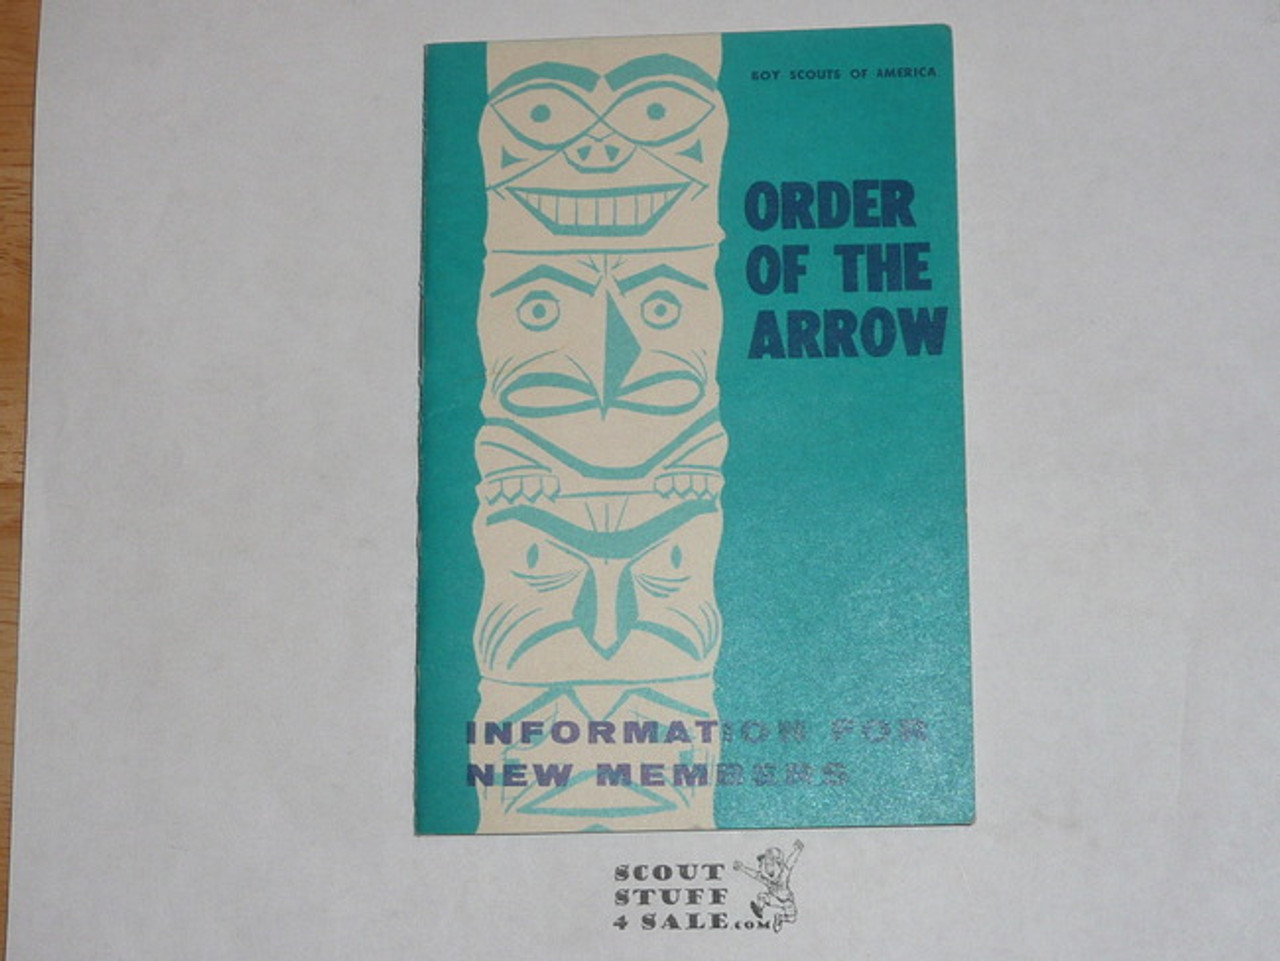 BOY SCOUTS OF AMERICA
ORDER
OF THE
ARROW
INFORMATION FOR
NEW MEMBERS
SCOUT
STUFF
4 SALE.COM